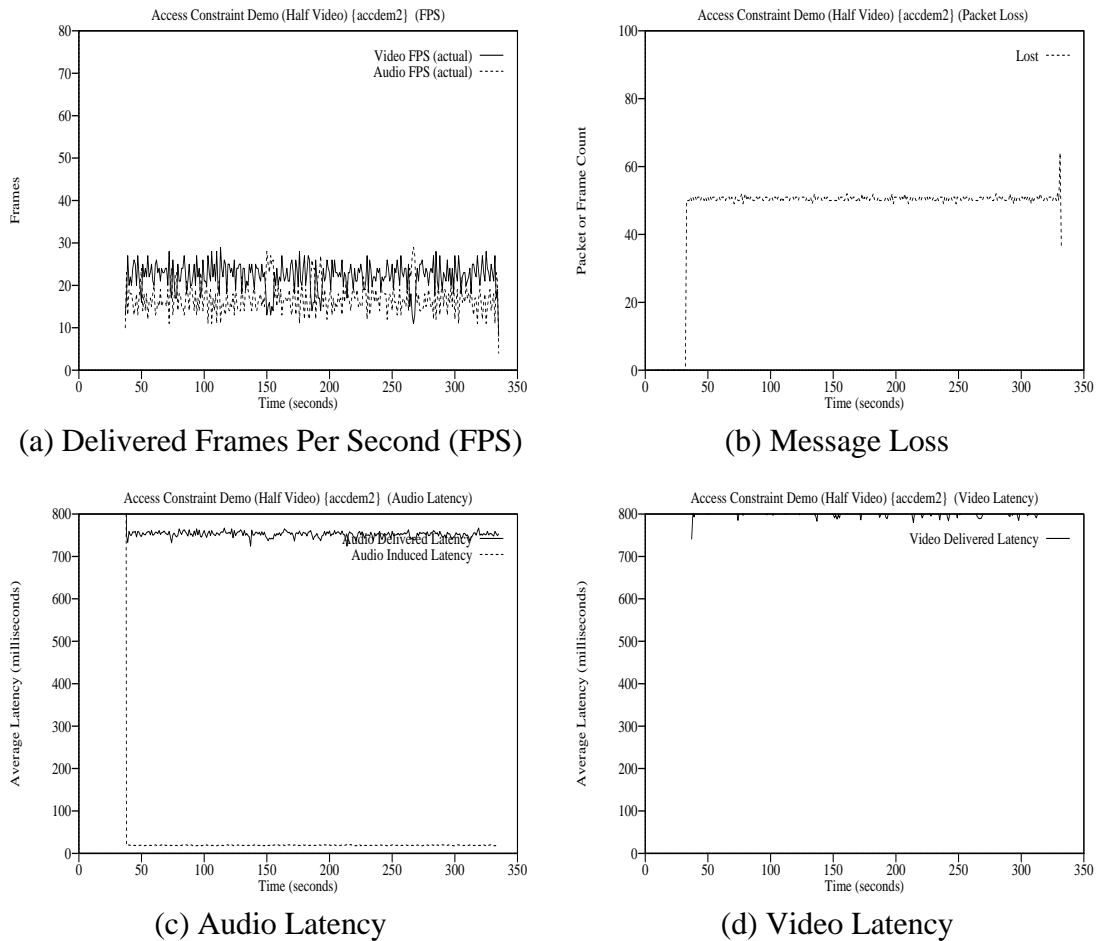 Access Constraint Demo (Half Video) {accdem2} (FPS)
80
70
60
50
40
30
20
10
0
Frames
Video FPS (actual)
Audio FPS (actual)
0 50 100 150 200 250 300 350
Time (seconds)
(a) Delivered Frames Per Second (FPS)
Access Constraint Demo (Half Video) {accdem2} (Packet Loss)
100
80
60
40
20
0
Packet or Frame Count
Lost
0 50 100 150 200 250 300 350
Time (seconds)
(b) Message Loss
Access Constraint Demo (Half Video) {accdem2} (Audio Latency)
800
700
600
500
400
300
200
100
0
Average Latency (milliseconds)
Audio Delivered Latency
Audio Induced Latency
0 50 100 150 200 250 300 350
Time (seconds)
(c) Audio Latency
Access Constraint Demo (Half Video) {accdem2} (Video Latency)
800
700
600
500
400
300
200
100
0
Average Latency (milliseconds)
Video Delivered Latency
0 50 100 150 200 250 300 350
Time (seconds)
(d) Video Latency